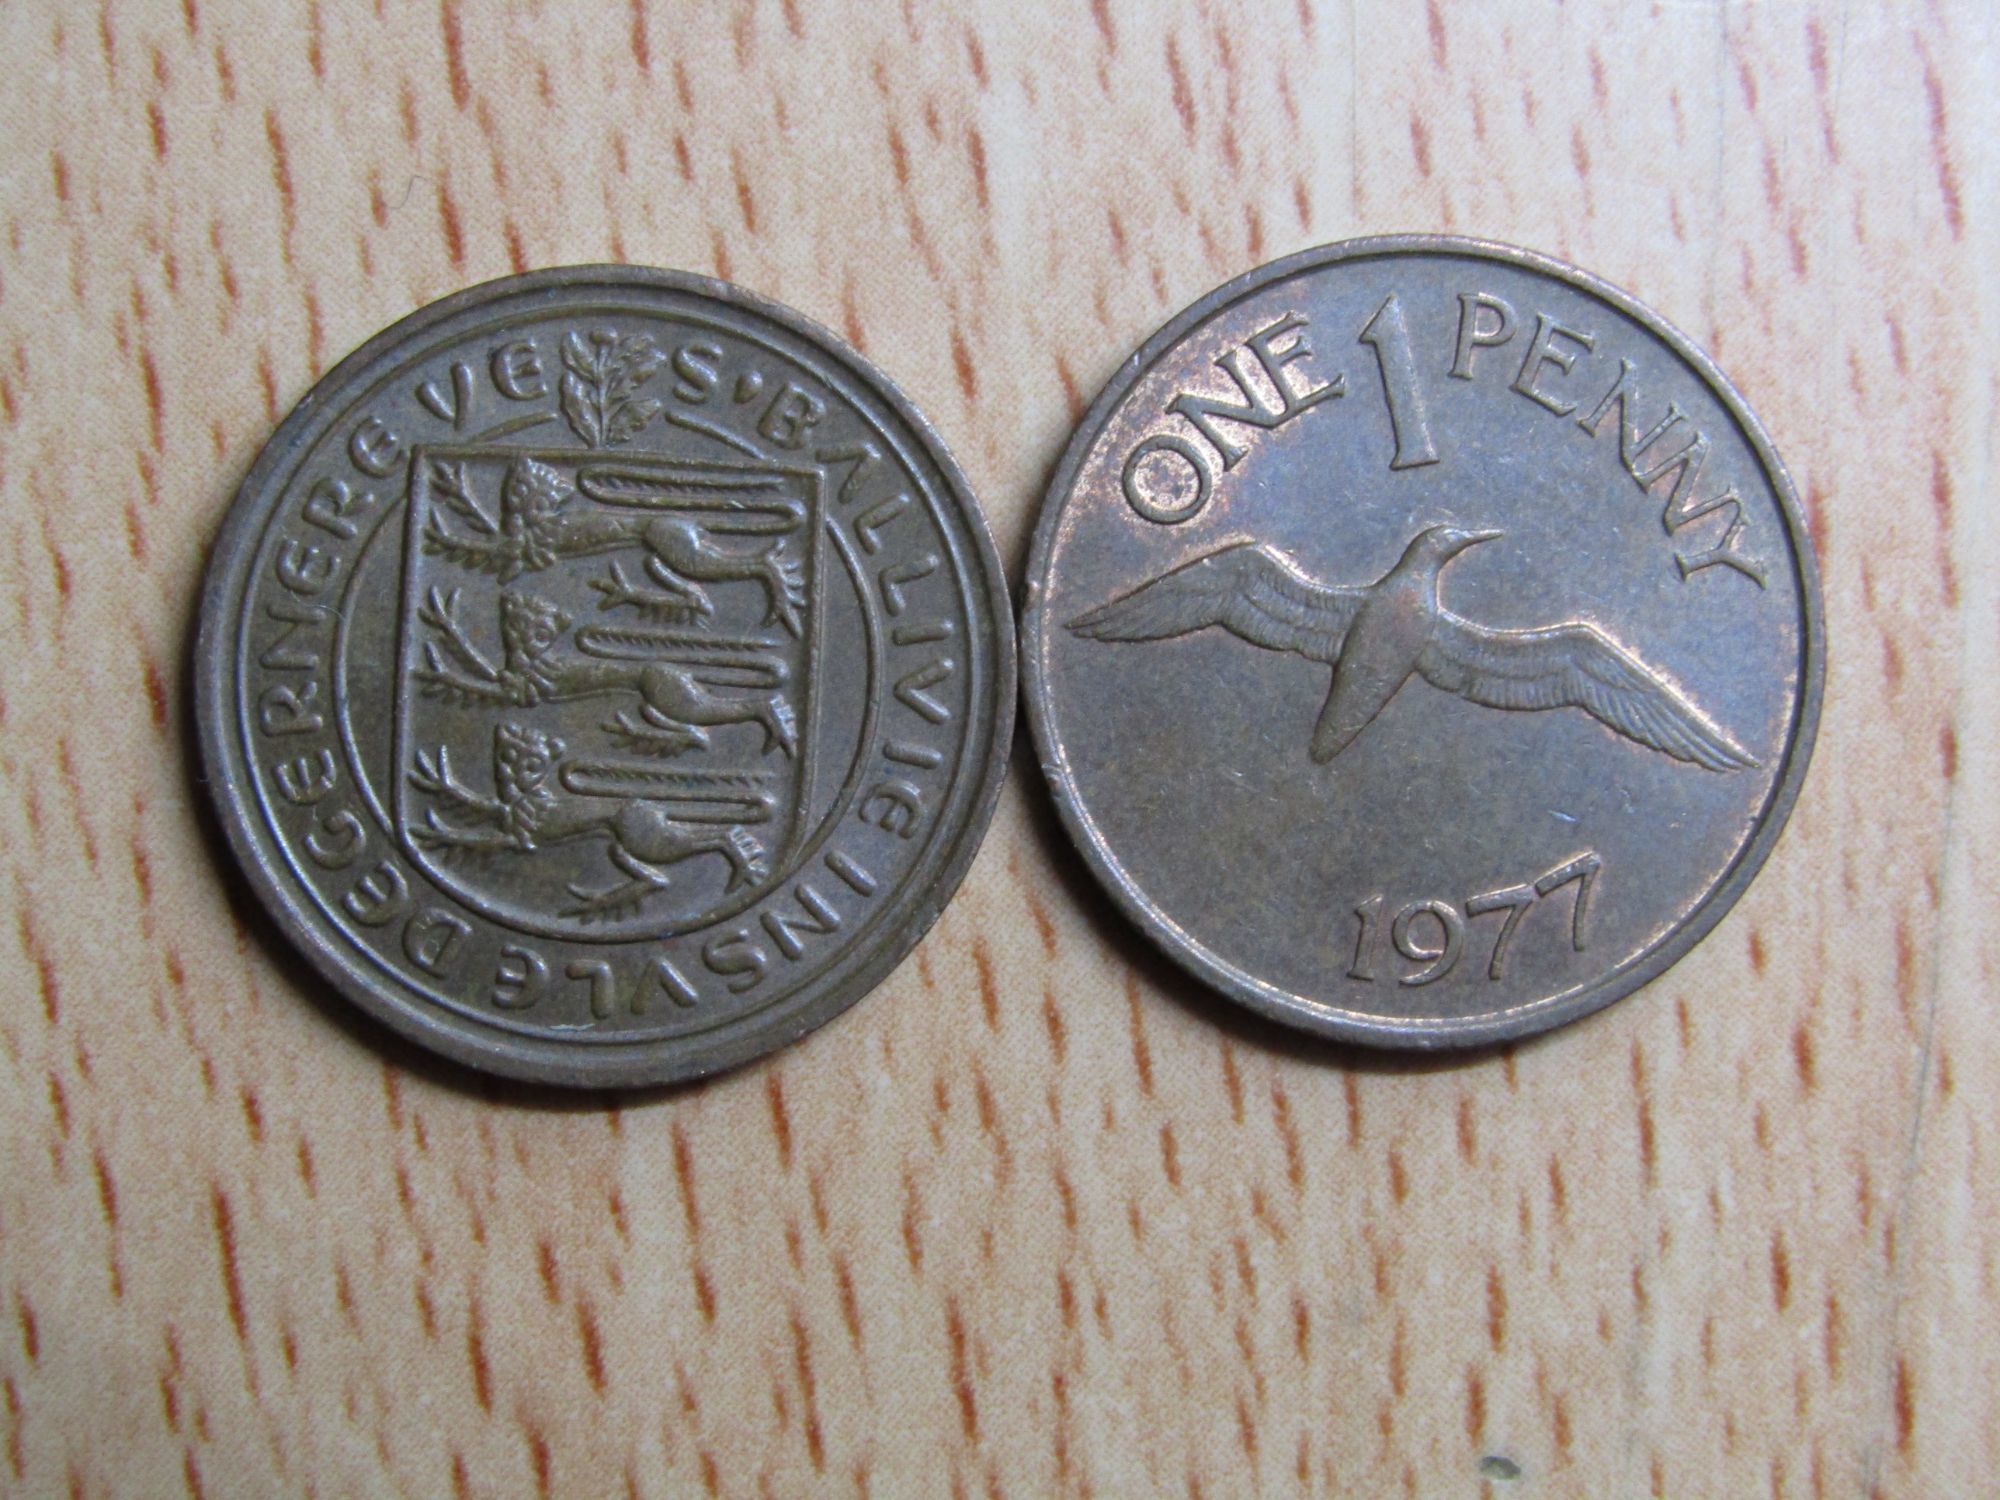 S·BALLIVIE INSVLE DEGERNEREVE
ONE 1 PENNY
1977